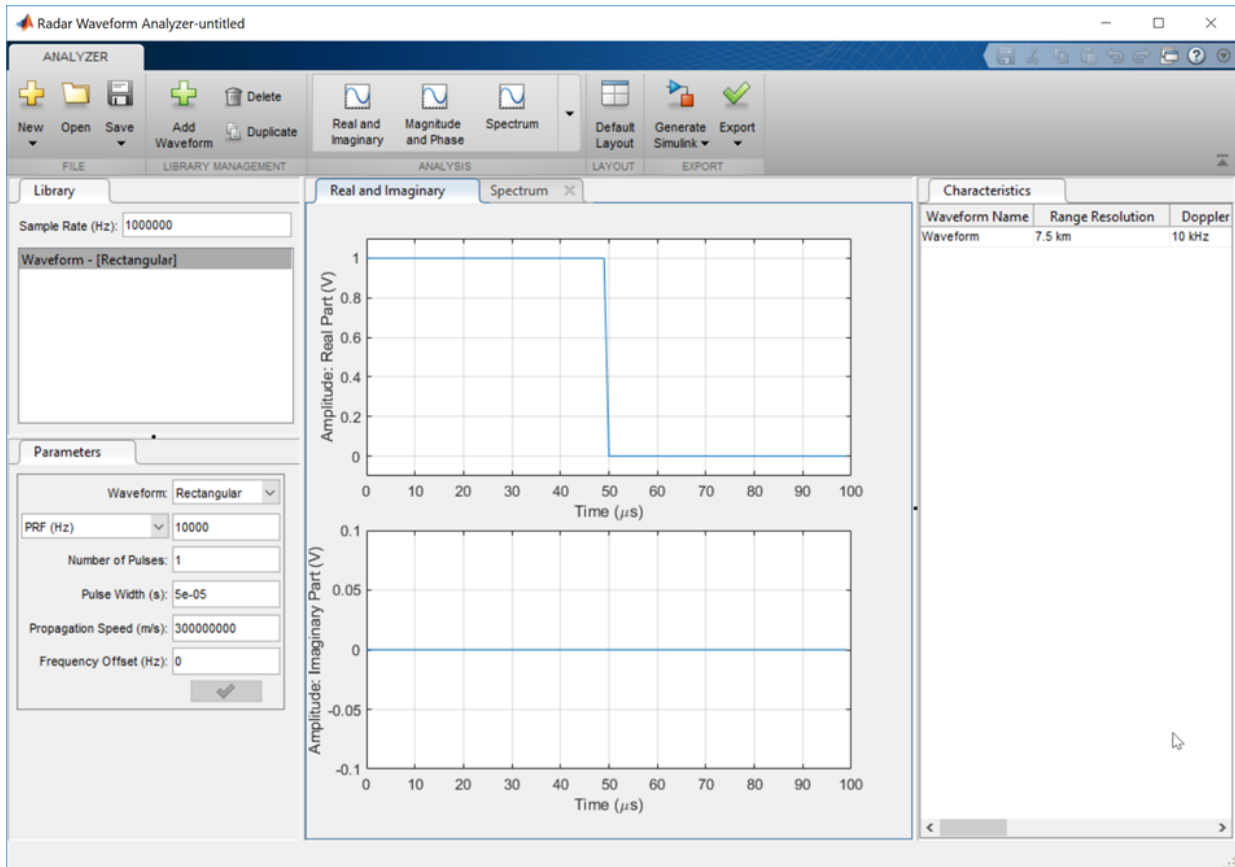 Radar Waveform Analyzer-untitled
ANALYZER
New
Open
Save
Add
Waveform
Delete
Duplicate
Real and
Imaginary
Magnitude
and Phase
Spectrum
Default
Layout
Generate
Simulink
Export
FILE
LIBRARY MANAGEMENT
ANALYSIS
LAYOUT
EXPORT
Library
Sample Rate (Hz): 1000000
Waveform - [Rectangular]
Parameters
Waveform: Rectangular
PRF (Hz) 10000
Number of Pulses: 1
Pulse Width (s): 5e-05
Propagation Speed (m/s): 300000000
Frequency Offset (Hz): 0
Real and Imaginary
Spectrum
Amplitude: Real Part (V)
1
0.8
0.6
0.4
0.2
0
0 10 20 30 40 50 60 70 80 90 100
Time (μs)
Amplitude: Imaginary Part (V)
0.1
0.05
0
-0.05
-0.1
0 10 20 30 40 50 60 70 80 90 100
Time (μs)
Characteristics
Waveform Name Range Resolution Doppler
Waveform 7.5 km 10 kHz